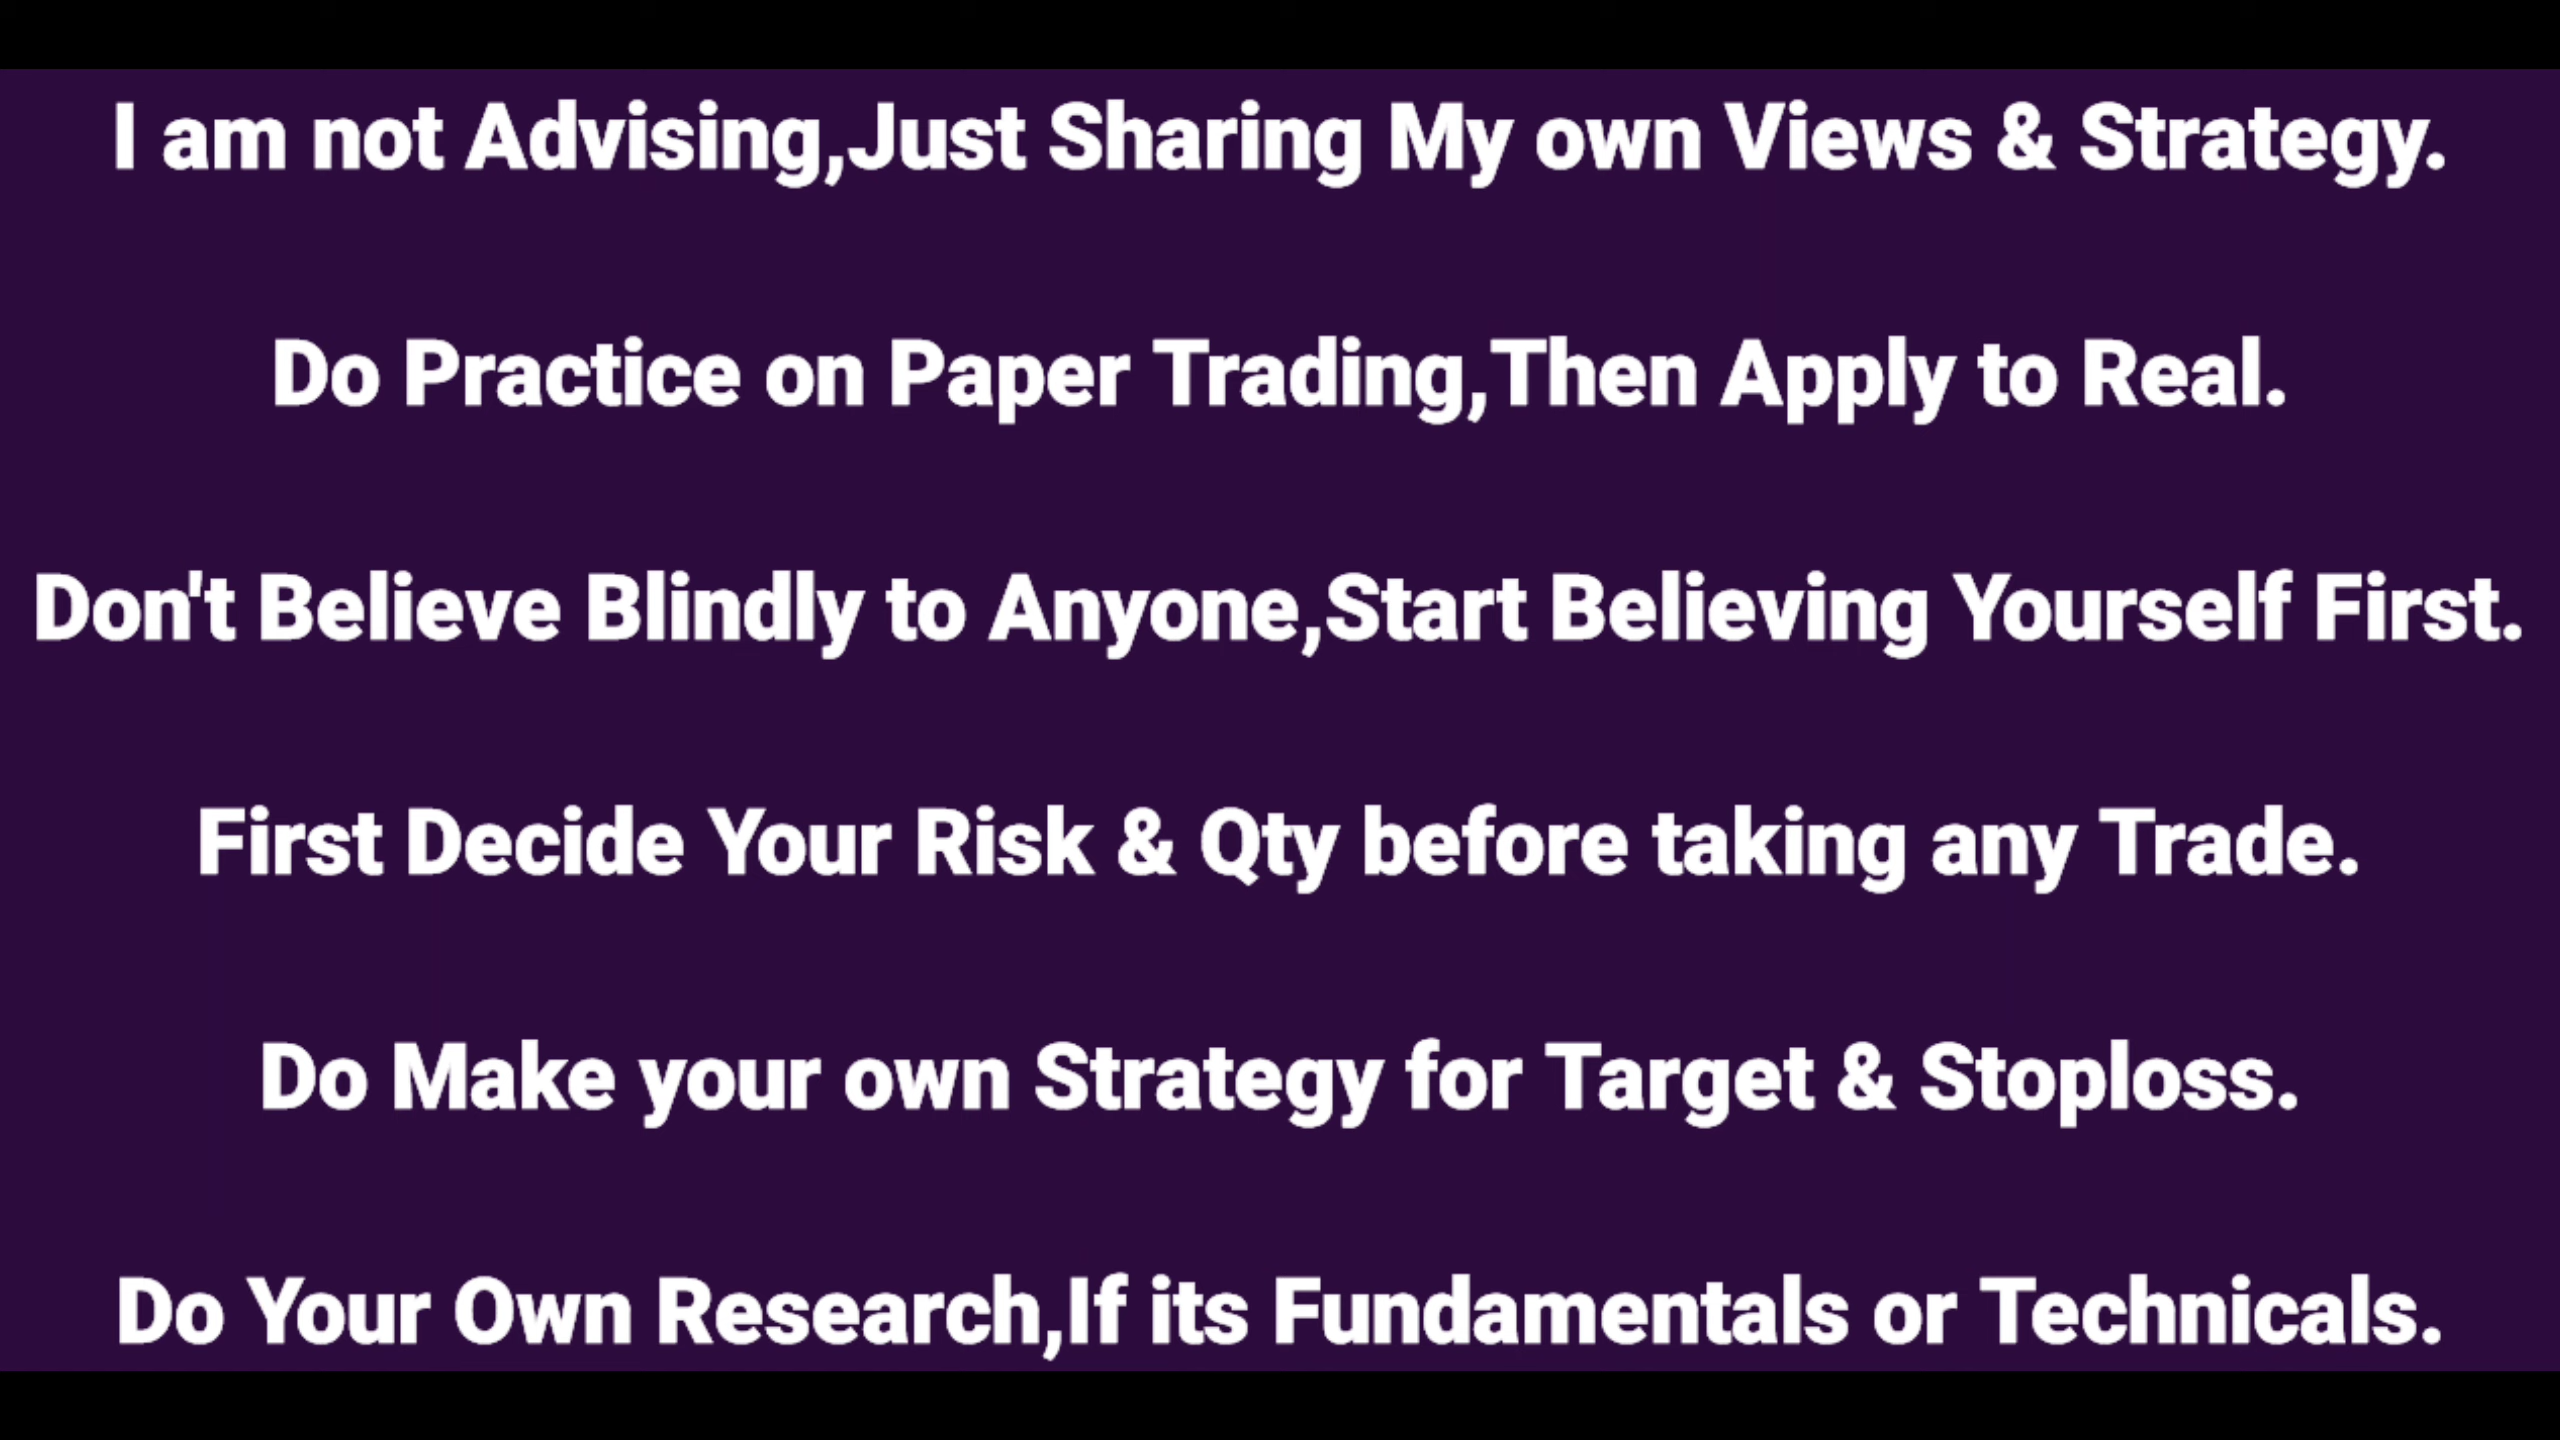 I am not Advising,Just Sharing My own Views & Strategy.
Do Practice on Paper Trading,Then Apply to Real.
Don't Believe Blindly to Anyone,Start Believing Yourself First.
First Decide Your Risk & Qty before taking any Trade.
Do Make your own Strategy for Target & Stoploss.
Do Your Own Research,If its Fundamentals or Technicals.